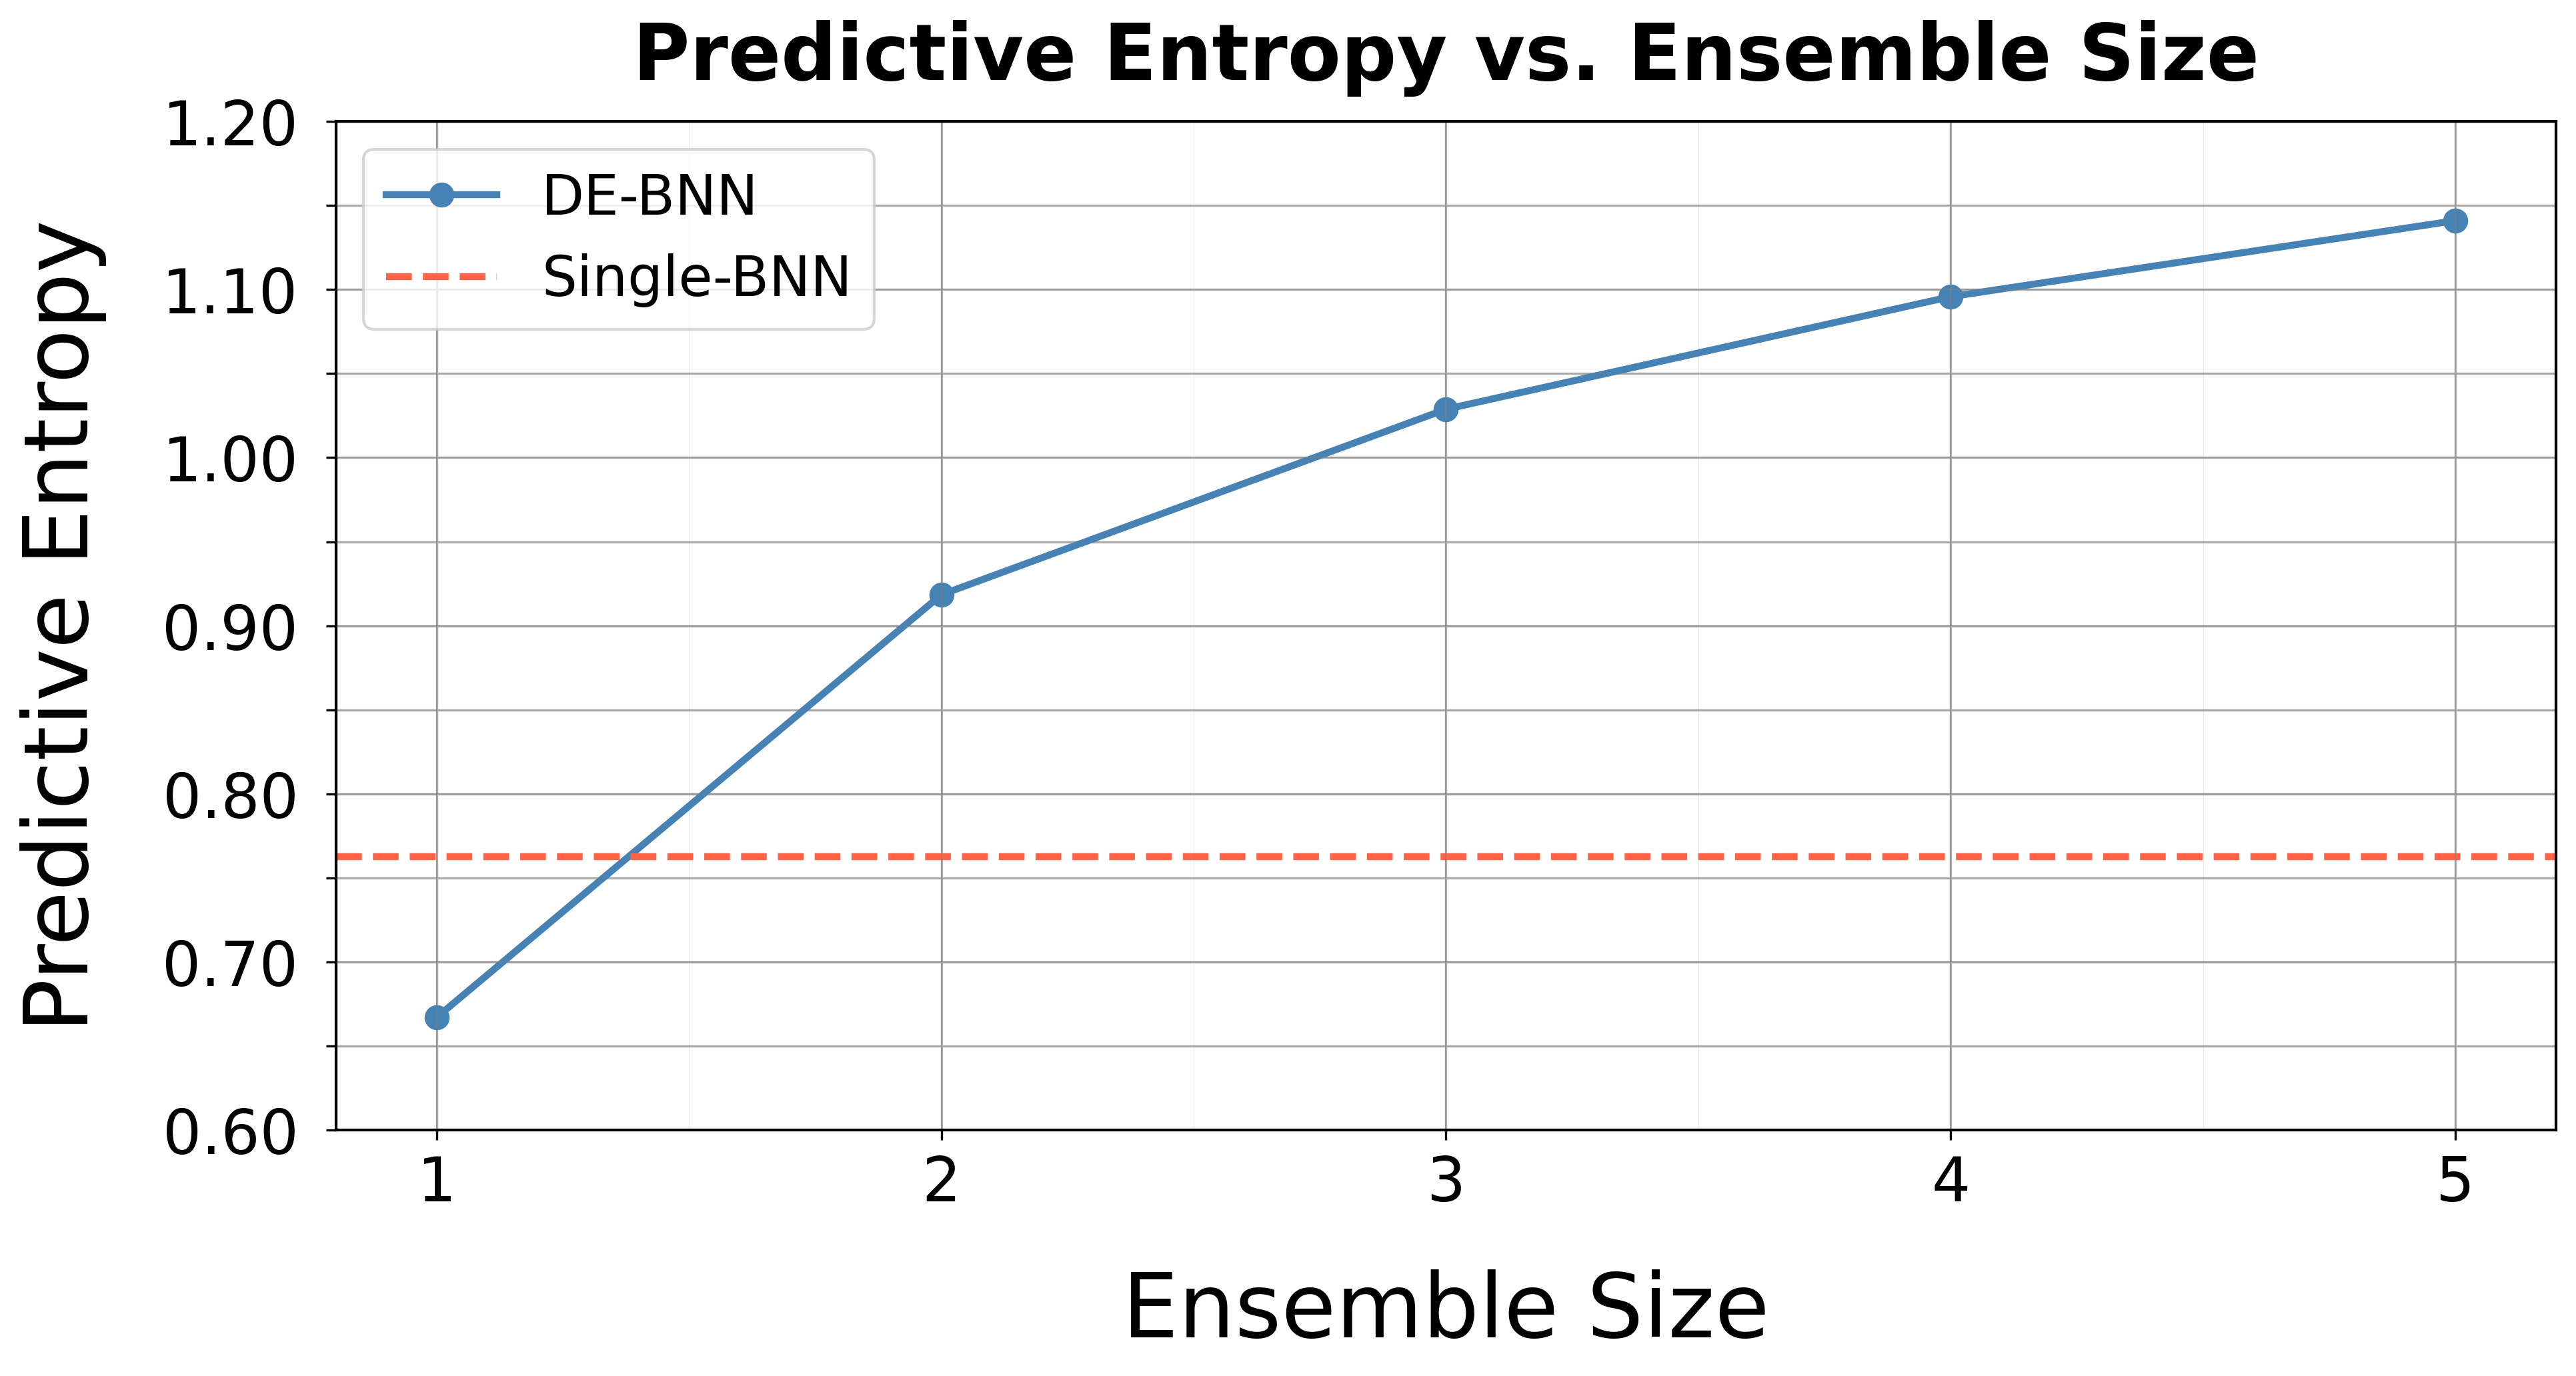 Predictive Entropy vs. Ensemble Size
1.20
1.10
1.00
0.90
0.80
0.70
0.60
Predictive Entropy
DE-BNN
Single-BNN
1 2 3 4 5
Ensemble Size